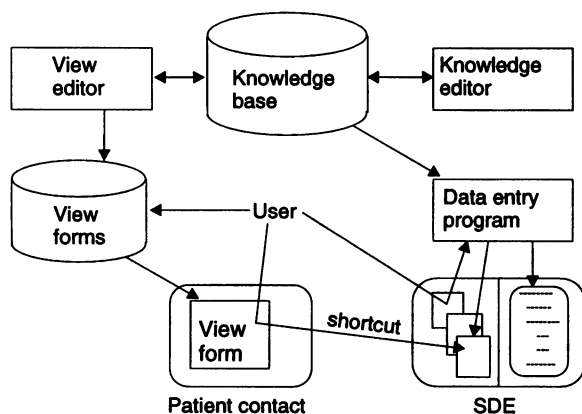 View
editor
Knowledge
base
Knowledge
editor
View
forms
User
Data entry
program
View
form
shortcut
Patient contact
SDE